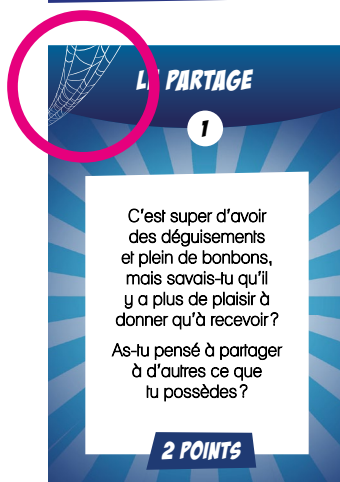 LE PARTAGE
1
C'est super d'avoir
des déguisements
et plein de bonbons,
mais savais-tu qu'il
y a plus de plaisir à
donner qu'à recevoir ?
As-tu pensé à partager
à d'autres ce que
tu possèdes ?
2 POINTS